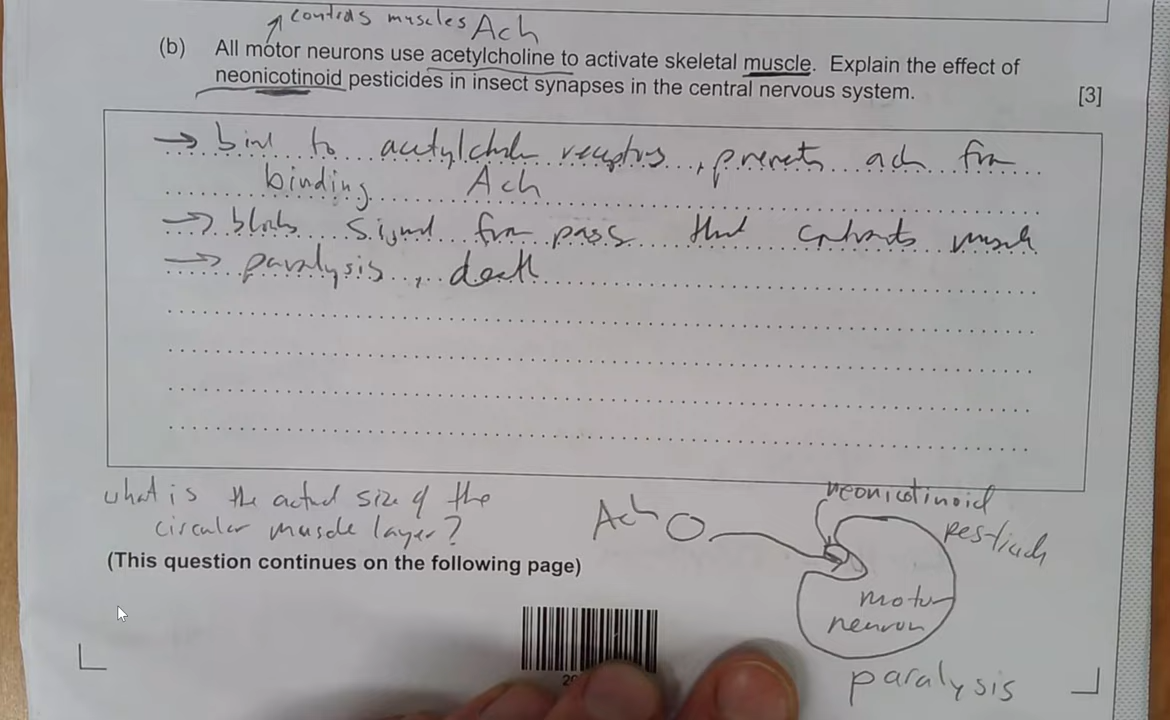 controls muscles Ach
(b) All motor neurons use acetylcholine to activate skeletal muscle. Explain the effect of
neonicotinoid pesticides in insect synapses in the central nervous system. [3]
→ bind to acetylcholn receptors, prevents ach from
binding Ach
→ blocks signal from pass that contracts muscle
→ paralysis, death
what is the actual size of the
circular muscle layer?
(This question continues on the following page)
Ach
neonicotinoid
pesticide
motor
neuron
paralysis